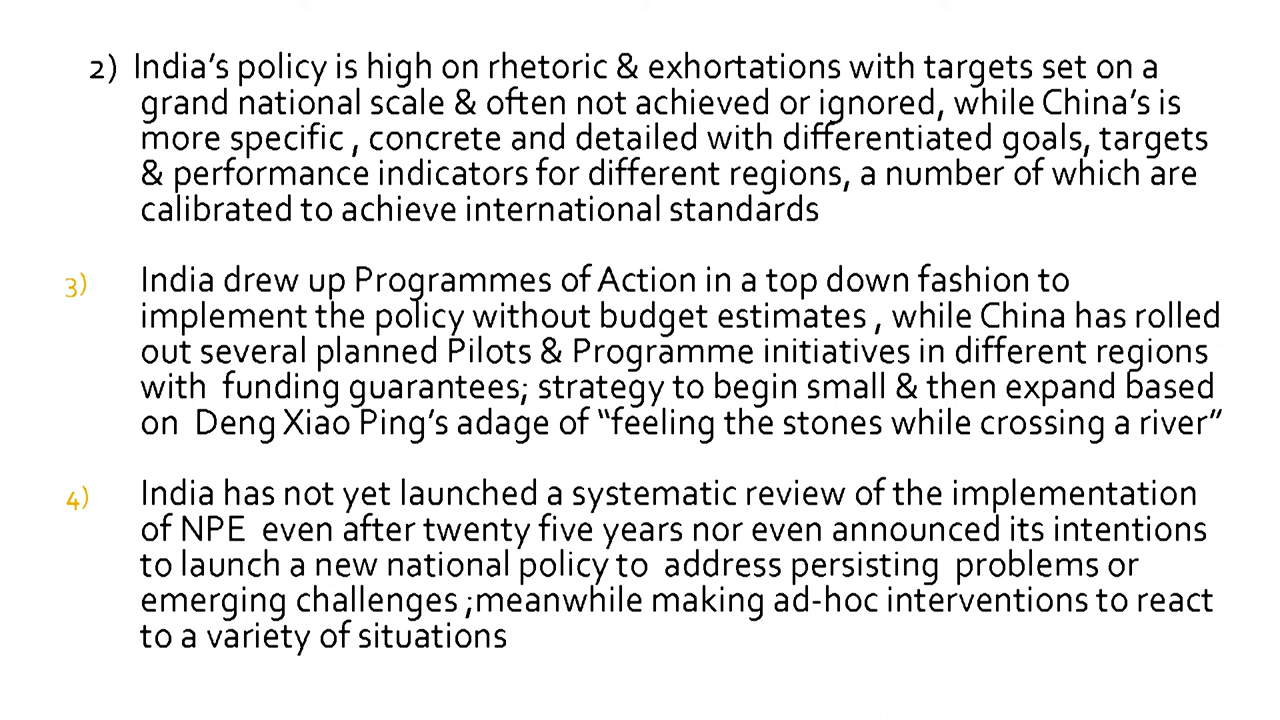 2) India’s policy is high on rhetoric & exhortations with targets set on a
grand national scale & often not achieved or ignored, while China’s is
more specific , concrete and detailed with differentiated goals, targets
& performance indicators for different regions, a number of which are
calibrated to achieve international standards
3) India drew up Programmes of Action in a top down fashion to
implement the policy without budget estimates , while China has rolled
out several planned Pilots & Programme initiatives in different regions
with funding guarantees; strategy to begin small & then expand based
on Deng Xiao Ping’s adage of “feeling the stones while crossing a river”
4) India has not yet launched a systematic review of the implementation
of NPE even after twenty five years nor even announced its intentions
to launch a new national policy to address persisting problems or
emerging challenges ;meanwhile making ad-hoc interventions to react
to a variety of situations